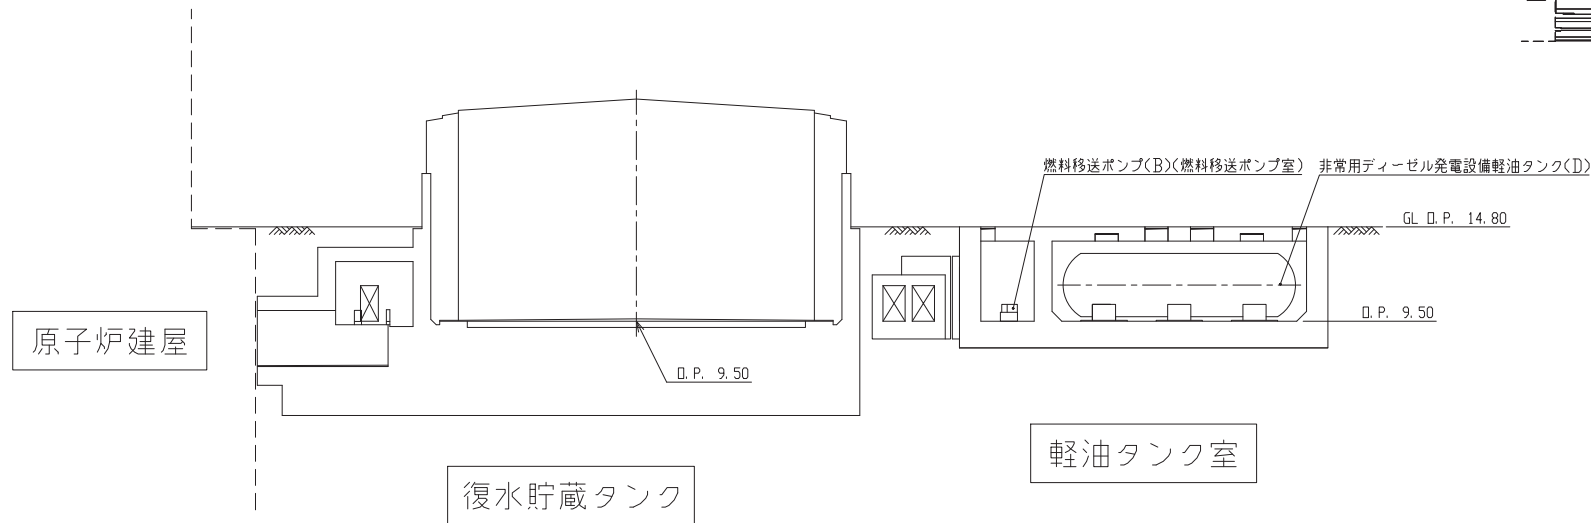 燃料移送ポンプ(B)(燃料移送ポンプ室)
非常用ディーゼル発電設備軽油タンク(D)
GL O.P. 14.80
O.P. 9.50
原子炉建屋
O.P. 9.50
軽油タンク室
復水貯蔵タンク